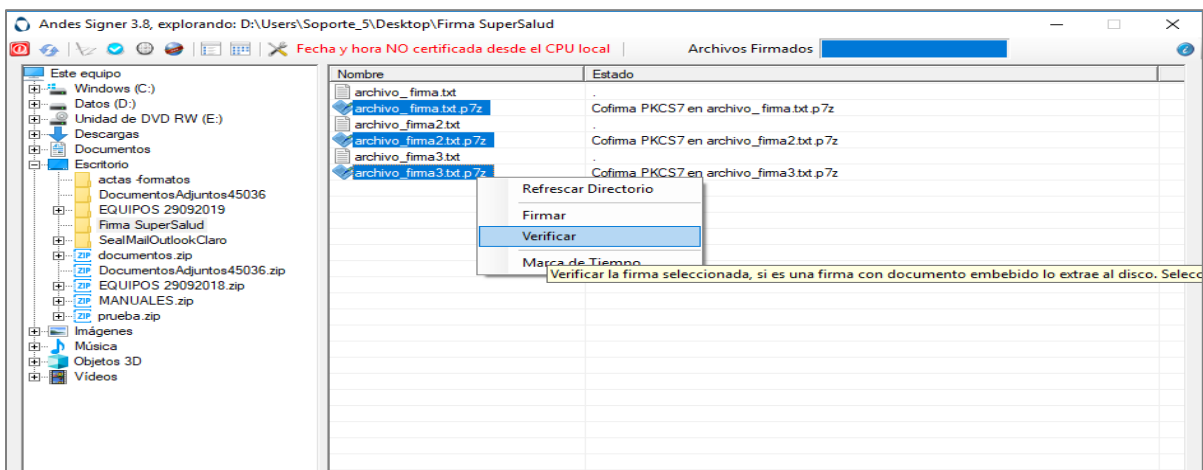 Andes Signer 3.8, explorando: D:\Users\Soporte_5\Desktop\Firma SuperSalud
Fecha y hora NO certificada desde el CPU local
Archivos Firmados
Este equipo
Windows (C:)
Datos (D:)
Unidad de DVD RW (E:)
Descargas
Documentos
Escritorio
actas -formatos
DocumentosAdjuntos45036
EQUIPOS 29092019
Firma SuperSalud
SealMailOutlookClaro
ZIP documentos.zip
ZIP DocumentosAdjuntos45036.zip
ZIP EQUIPOS 29092018.zip
ZIP MANUALES.zip
ZIP prueba.zip
Imágenes
Música
Objetos 3D
Vídeos
Nombre Estado
archivo_ firma.txt .
archivo_ firma.txt.p7z Cofirma PKCS7 en archivo_ firma.txt.p7z
archivo_firma2.txt .
archivo_firma2.txt.p7z Cofirma PKCS7 en archivo_firma2.txt.p7z
archivo_firma3.txt .
archivo_firma3.txt.p7z Cofirma PKCS7 en archivo_firma3.txt.p7z
Refrescar Directorio
Firmar
Verificar
Marca de Tiempo
Verificar la firma seleccionada, si es una firma con documento embebido lo extrae al disco. Selecc